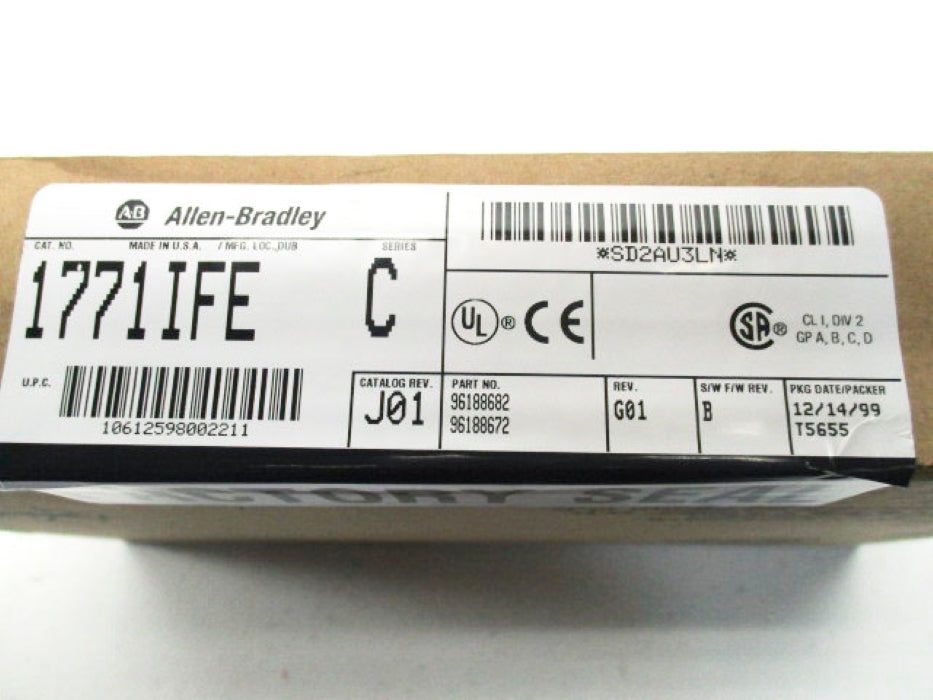 AB Allen-Bradley
CAT. NO. MADE IN U.S.A. / MFG. LOC. DUB SERIES
1771IFE C
U.P.C.
10612598002211
CATALOG REV.
J01
*SD2AU3LN*
UL® CE
SA® CL I, DIV 2
GP A, B, C, D
PART NO.
96188682
96188672
REV.
G01
S/W F/W REV.
B
PKG DATE/PACKER
12/14/99
T5655
FACTORY SEAL